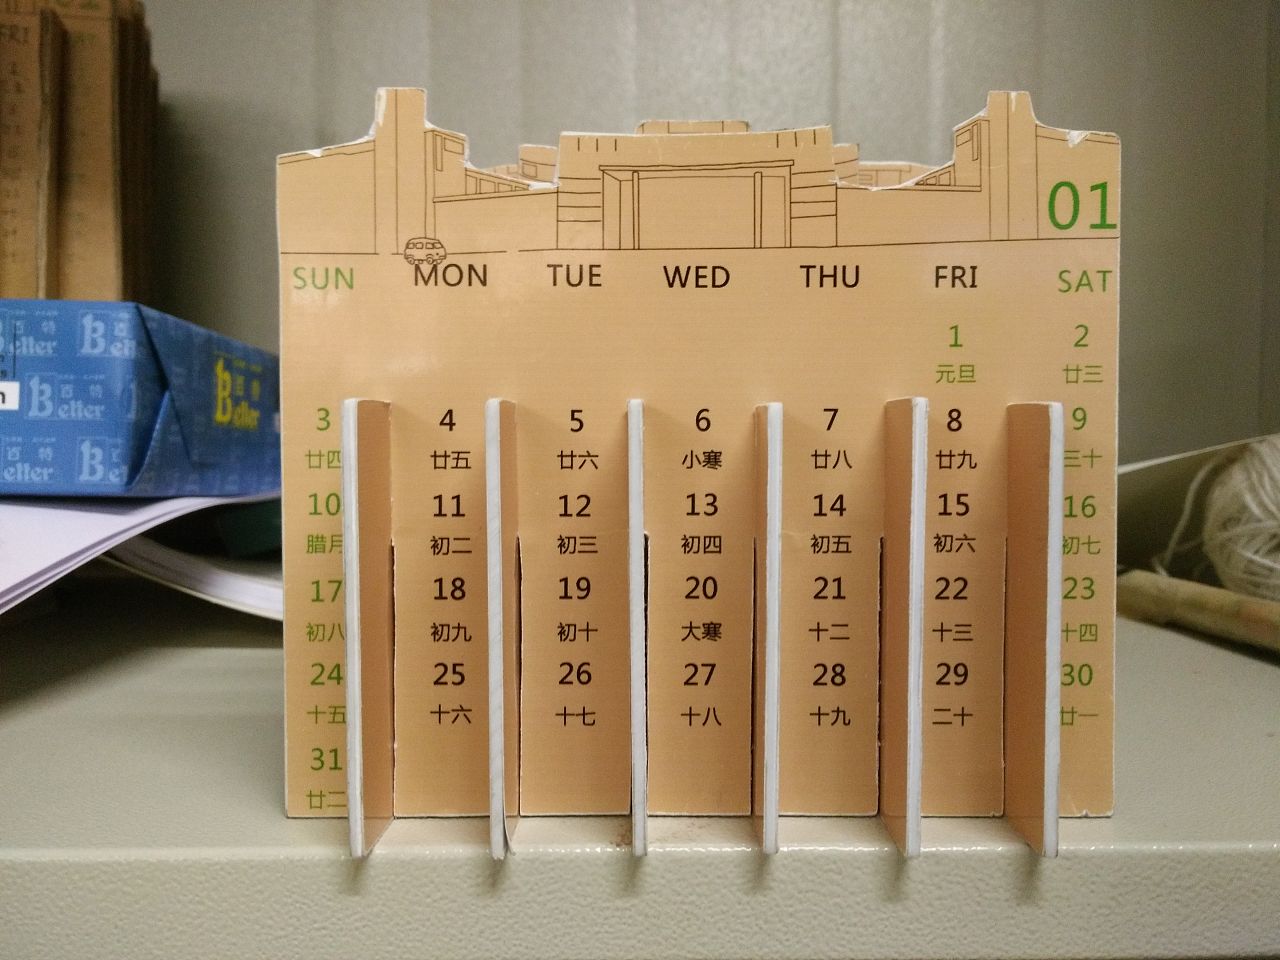 01
SUN MON TUE WED THU FRI SAT
1 2
元旦 廿三
3 4 5 6 7 8 9
廿四 廿五 廿六 小寒 廿八 廿九 三十
10 11 12 13 14 15 16
腊月 初二 初三 初四 初五 初六 初七
17 18 19 20 21 22 23
初八 初九 初十 大寒 十二 十三 十四
24 25 26 27 28 29 30
十五 十六 十七 十八 十九 二十 廿一
31
廿二
FRI
百特
Better
百特
Better